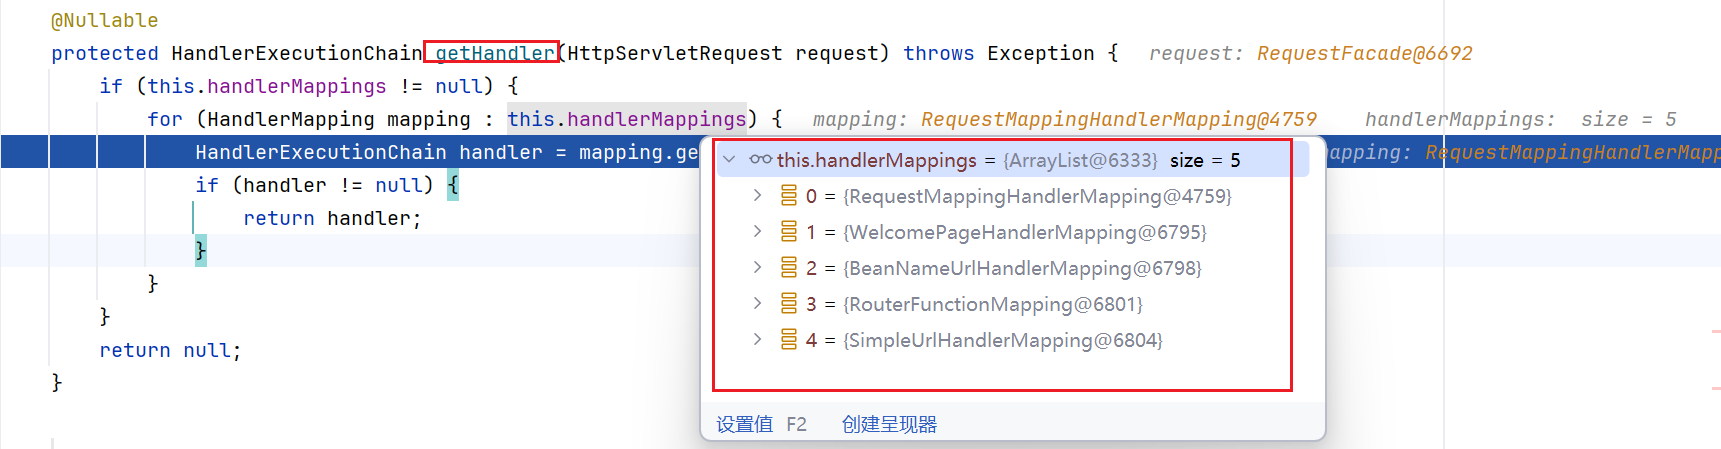 @Nullable
protected HandlerExecutionChain getHandler(HttpServletRequest request) throws Exception { request: RequestFacade@6692
if (this.handlerMappings != null) {
for (HandlerMapping mapping : this.handlerMappings) { mapping: RequestMappingHandlerMapping@4759 handlerMappings: size = 5
HandlerExecutionChain handler = mapping.ge mapping: RequestMappingHandlerMapp
this.handlerMappings = {ArrayList@6333} size = 5
if (handler != null) {
0 = {RequestMappingHandlerMapping@4759}
return handler;
1 = {WelcomePageHandlerMapping@6795}
}
2 = {BeanNameUrlHandlerMapping@6798}
}
3 = {RouterFunctionMapping@6801}
}
4 = {SimpleUrlHandlerMapping@6804}
return null;
}
设置值 F2 创建呈现器